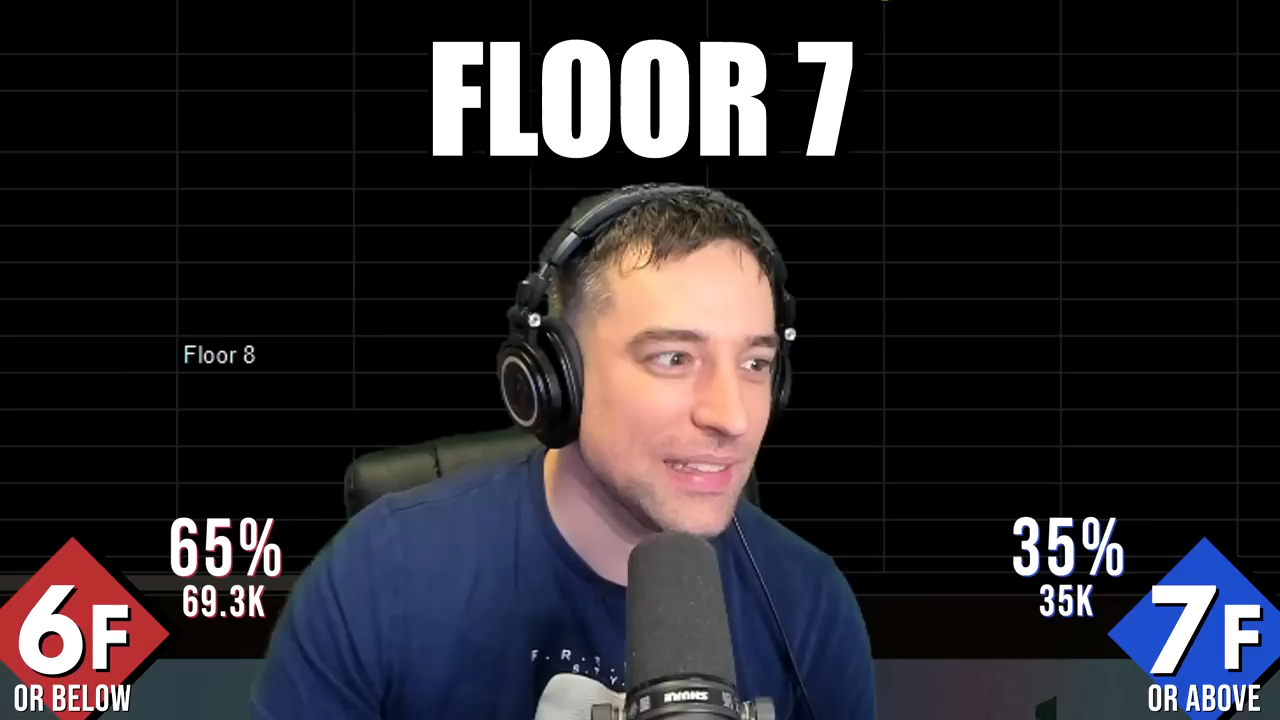 FLOOR 7
Floor 8
65%
69.3K
35%
35K
6F
OR BELOW
7F
OR ABOVE
SHURE